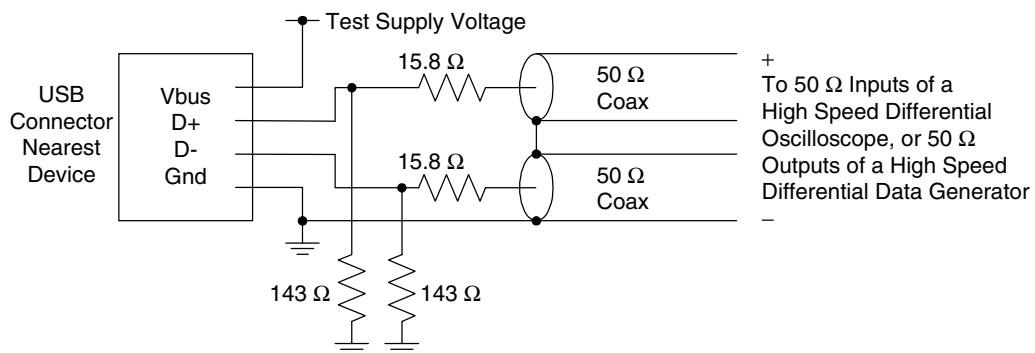 Test Supply Voltage
USB
Connector
Nearest
Device
Vbus
D+
D-
Gnd
15.8 Ω
50 Ω
Coax
15.8 Ω
50 Ω
Coax
143 Ω
143 Ω
+
To 50 Ω Inputs of a
High Speed Differential
Oscilloscope, or 50 Ω
Outputs of a High Speed
Differential Data Generator
−